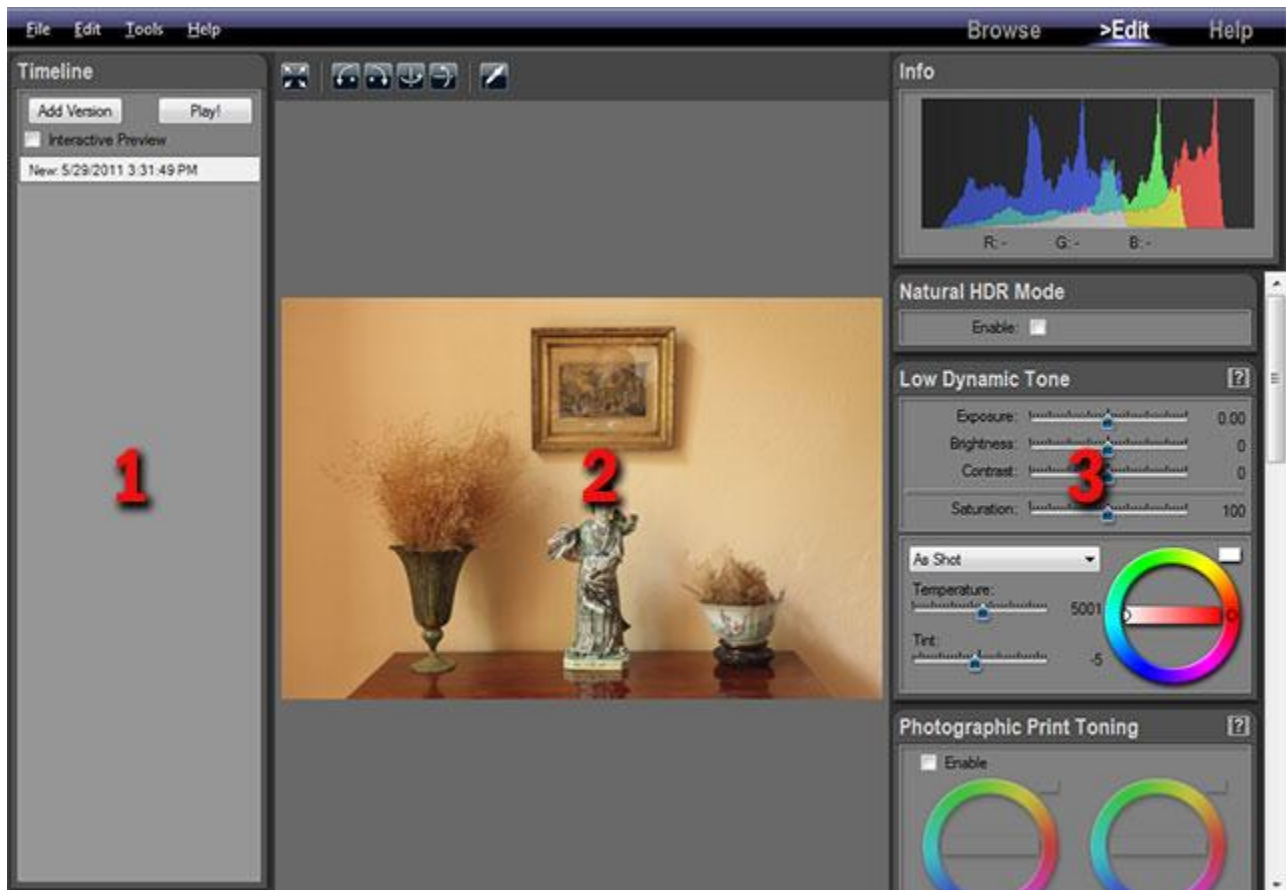 File Edit Tools Help
Browse >Edit Help
Timeline
Add Version Play!
Interactive Preview
New: 5/29/2011 3:31:49 PM
1
2
Info
R: - G: - B: -
Natural HDR Mode
Enable:
Low Dynamic Tone [?]
Exposure: 0.00
Brightness: 0
Contrast: 0
3
Saturation: 100
As Shot
Temperature:
5001
Tint:
-5
Photographic Print Toning [?]
Enable